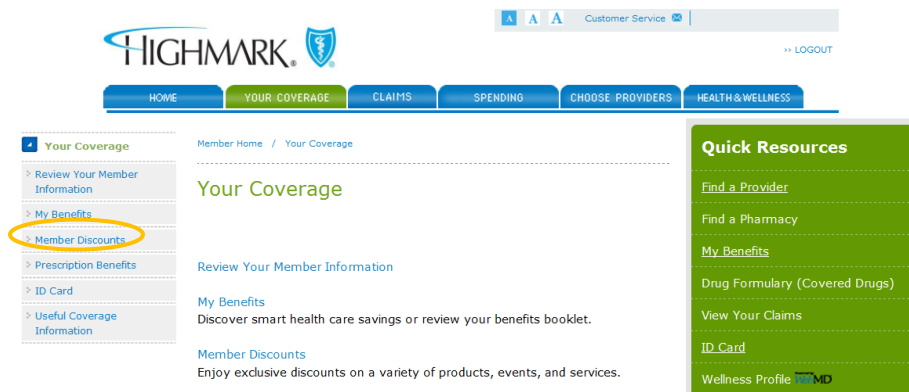 A A A Customer Service
HIGHMARK®
>> LOGOUT
HOME YOUR COVERAGE CLAIMS SPENDING CHOOSE PROVIDERS HEALTH & WELLNESS
Your Coverage
Review Your Member
Information
My Benefits
Member Discounts
Prescription Benefits
ID Card
Useful Coverage
Information
Member Home / Your Coverage
Your Coverage
Review Your Member Information
My Benefits
Discover smart health care savings or review your benefits booklet.
Member Discounts
Enjoy exclusive discounts on a variety of products, events, and services.
Quick Resources
Find a Provider
Find a Pharmacy
My Benefits
Drug Formulary (Covered Drugs)
View Your Claims
ID Card
Wellness Profile WebMD